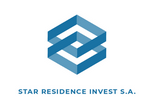 STAR RESIDENCE INVEST S.A.